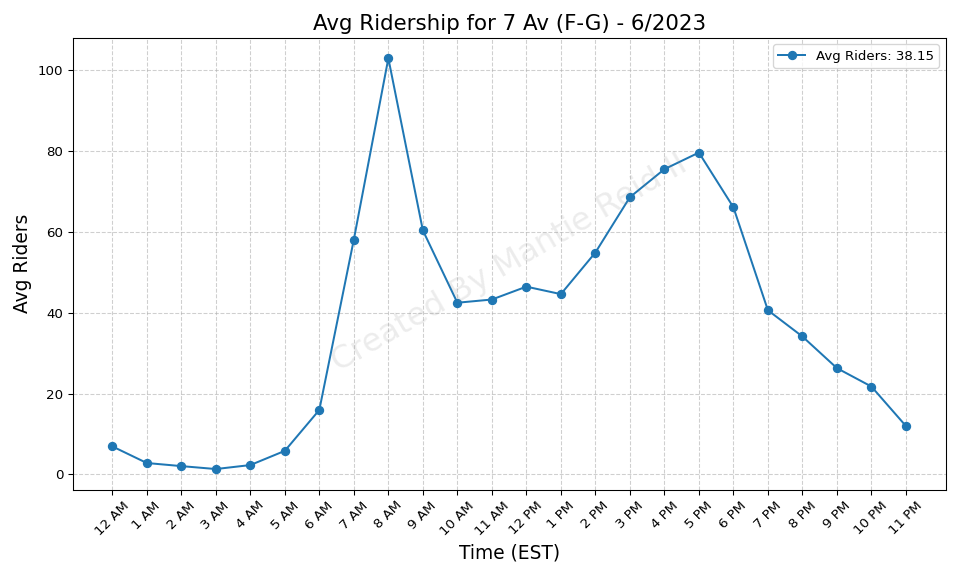 Avg Ridership for 7 Av (F-G) - 6/2023
Avg Riders: 38.15
Avg Riders
100
80
60
40
20
0
Created By Mantle Reid-II
12 AM
1 AM
2 AM
3 AM
4 AM
5 AM
6 AM
7 AM
8 AM
9 AM
10 AM
11 AM
12 PM
1 PM
2 PM
3 PM
4 PM
5 PM
6 PM
7 PM
8 PM
9 PM
10 PM
11 PM
Time (EST)